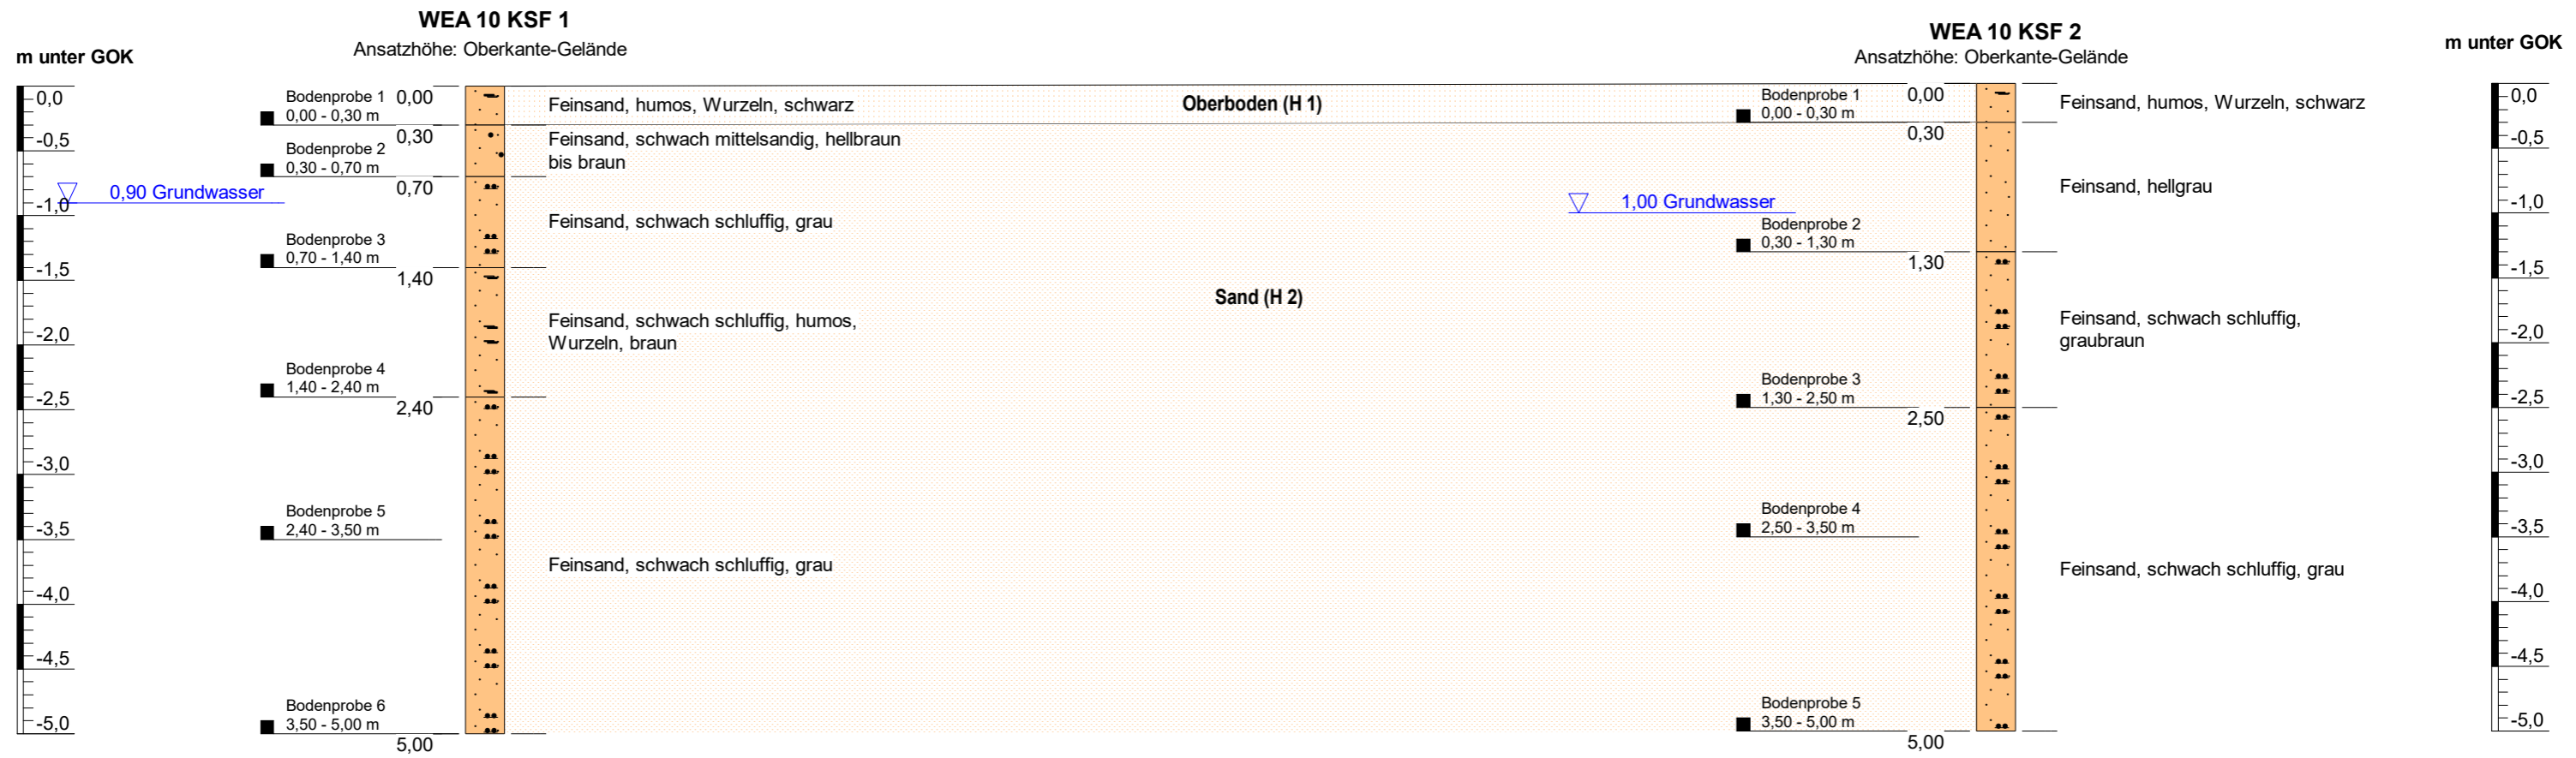 WEA 10 KSF 1
Ansatzhöhe: Oberkante-Gelände
m unter GOK
0,0
-0,5
-1,0
-1,5
-2,0
-2,5
-3,0
-3,5
-4,0
-4,5
-5,0
0,90 Grundwasser
Bodenprobe 1
0,00 - 0,30 m
Bodenprobe 2
0,30 - 0,70 m
Bodenprobe 3
0,70 - 1,40 m
Bodenprobe 4
1,40 - 2,40 m
Bodenprobe 5
2,40 - 3,50 m
Bodenprobe 6
3,50 - 5,00 m
0,00
0,30
0,70
1,40
2,40
5,00
Feinsand, humos, Wurzeln, schwarz
Feinsand, schwach mittelsandig, hellbraun
bis braun
Feinsand, schwach schluffig, grau
Feinsand, schwach schluffig, humos,
Wurzeln, braun
Feinsand, schwach schluffig, grau
Oberboden (H 1)
Sand (H 2)
WEA 10 KSF 2
Ansatzhöhe: Oberkante-Gelände
1,00 Grundwasser
Bodenprobe 1
0,00 - 0,30 m
Bodenprobe 2
0,30 - 1,30 m
Bodenprobe 3
1,30 - 2,50 m
Bodenprobe 4
2,50 - 3,50 m
Bodenprobe 5
3,50 - 5,00 m
0,00
0,30
1,30
2,50
5,00
Feinsand, humos, Wurzeln, schwarz
Feinsand, hellgrau
Feinsand, schwach schluffig,
graubraun
Feinsand, schwach schluffig, grau
m unter GOK
0,0
-0,5
-1,0
-1,5
-2,0
-2,5
-3,0
-3,5
-4,0
-4,5
-5,0